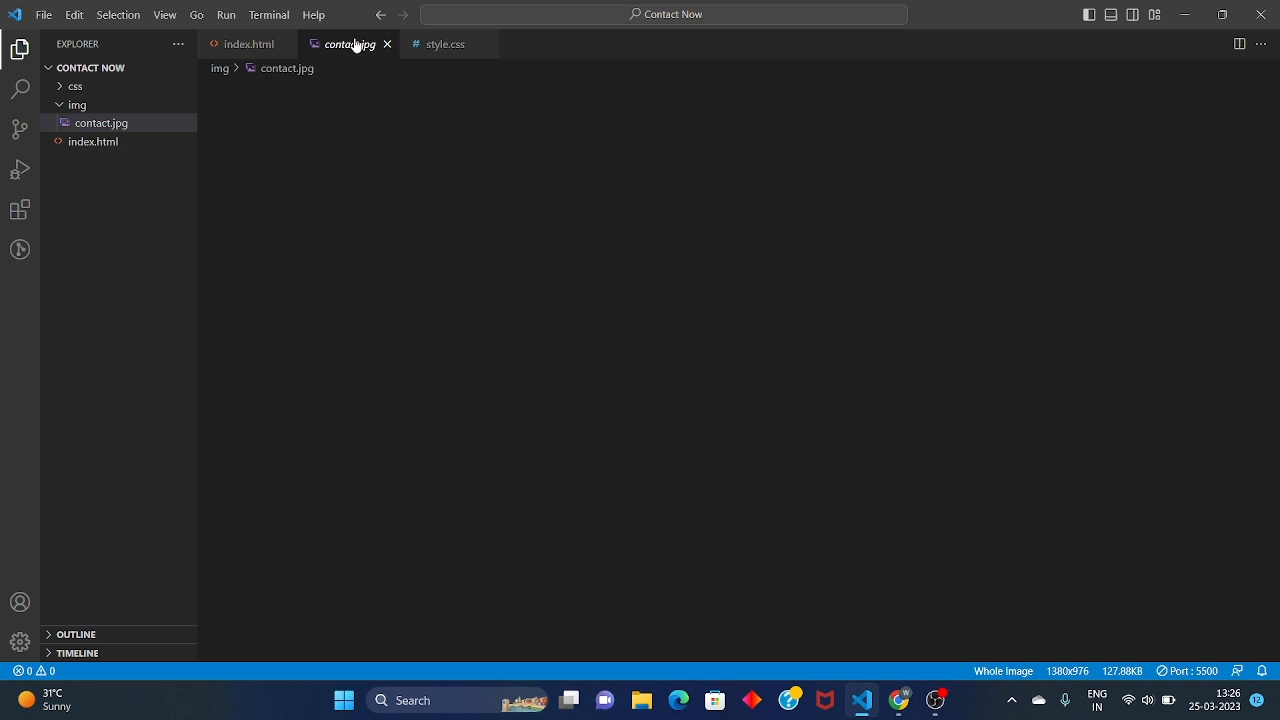 File Edit Selection View Go Run Terminal Help
Contact Now
EXPLORER
index.html
contact.jpg
style.css
CONTACT NOW
img > contact.jpg
css
img
contact.jpg
index.html
OUTLINE
TIMELINE
0 0
Whole Image 1380x976 127.88KB Port : 5500
31°C
Sunny
Search
ENG
IN
13:26
25-03-2023
12